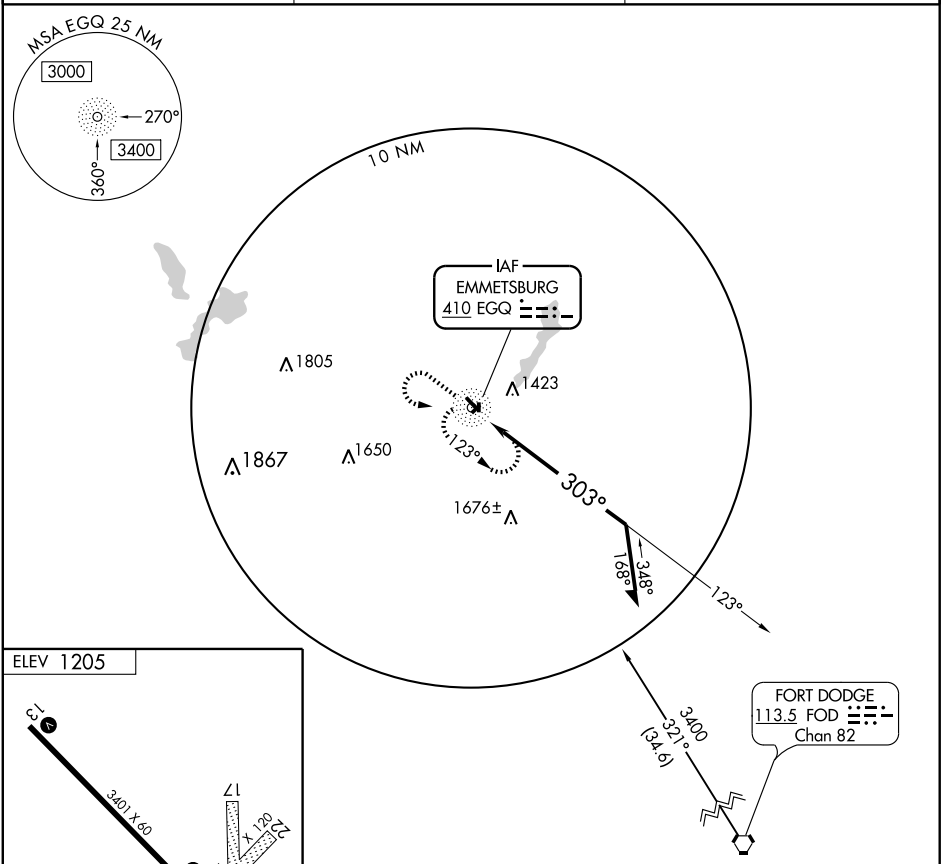 MSA EGQ 25 NM
3000
270°
3400
360°
10 NM
IAF
EMMETSBURG
410 EGQ
1805
1423
1867
1650
123°
1676±
303°
348°
168°
123°
ELEV 1205
FORT DODGE
113.5 FOD
Chan 82
3400
321°
(34.6)
13
V
3401 X 60
17
X 120
22